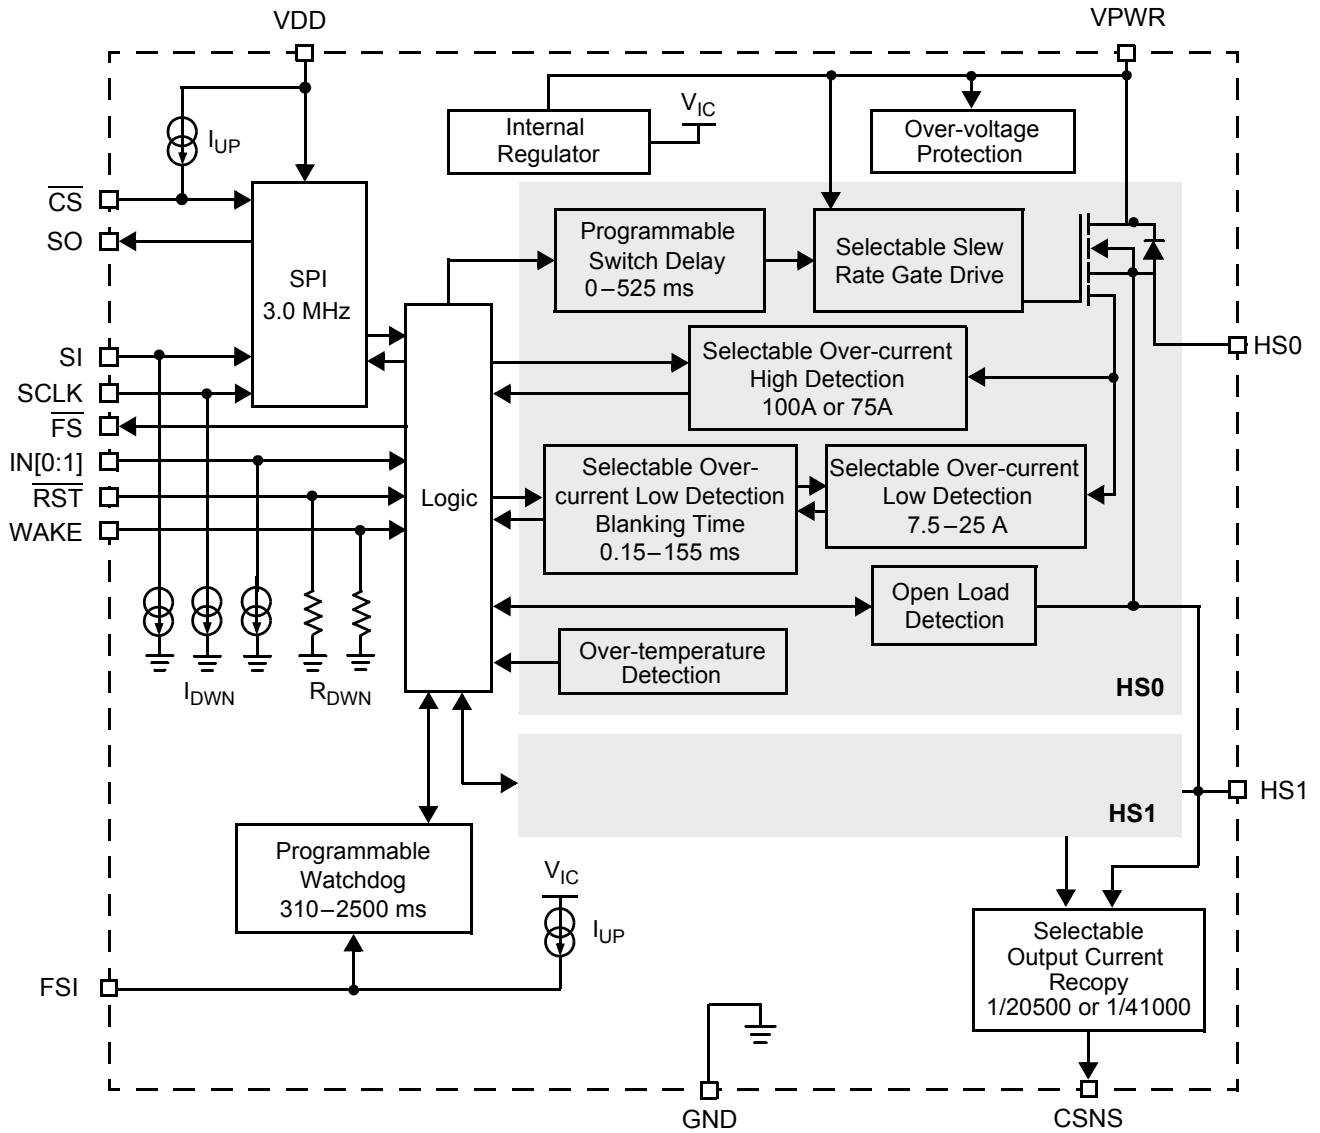 VDD
VPWR
Internal
Regulator
VIC
Over-voltage
Protection
IUP
CS
SO
SPI
3.0 MHz
Programmable
Switch Delay
0–525 ms
Selectable Slew
Rate Gate Drive
SI
SCLK
FS
IN[0:1]
RST
WAKE
Logic
Selectable Over-current
High Detection
100A or 75A
HS0
Selectable Over-
current Low Detection
Blanking Time
0.15–155 ms
Selectable Over-current
Low Detection
7.5–25 A
Open Load
Detection
Over-temperature
Detection
HS0
IDWN
RDWN
HS1
HS1
Programmable
Watchdog
310–2500 ms
VIC
IUP
FSI
Selectable
Output Current
Recopy
1/20500 or 1/41000
GND
CSNS